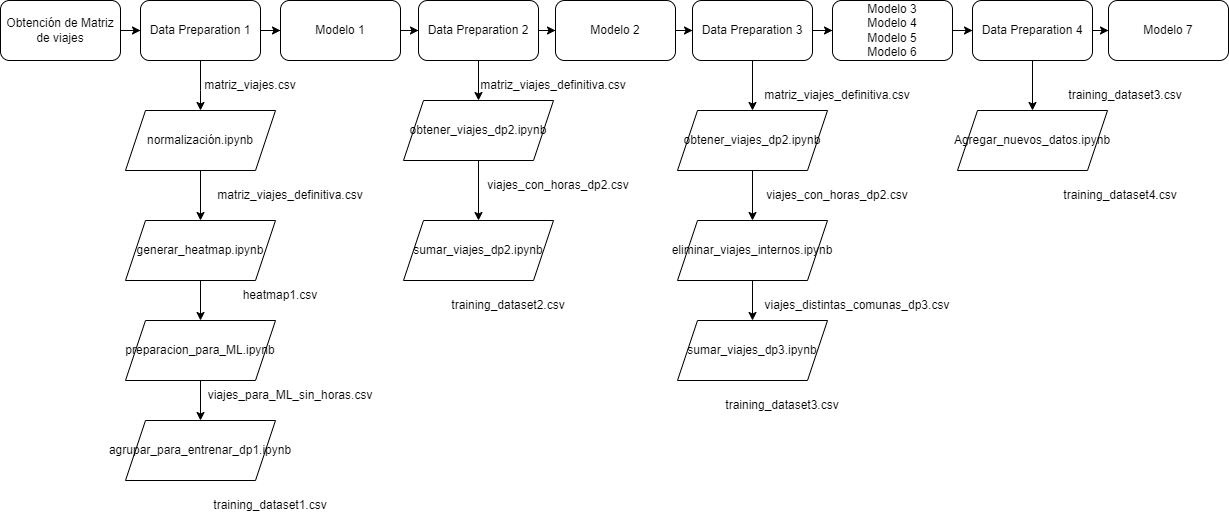 Obtención de Matriz
de viajes
Data Preparation 1
Modelo 1
Data Preparation 2
Modelo 2
Data Preparation 3
Modelo 3
Modelo 4
Modelo 5
Modelo 6
Data Preparation 4
Modelo 7
matriz_viajes.csv
normalización.ipynb
matriz_viajes_definitiva.csv
generar_heatmap.ipynb
heatmap1.csv
preparacion_para_ML.ipynb
viajes_para_ML_sin_horas.csv
agrupar_para_entrenar_dp1.ipynb
training_dataset1.csv
matriz_viajes_definitiva.csv
obtener_viajes_dp2.ipynb
viajes_con_horas_dp2.csv
sumar_viajes_dp2.ipynb
training_dataset2.csv
matriz_viajes_definitiva.csv
obtener_viajes_dp2.ipynb
viajes_con_horas_dp2.csv
eliminar_viajes_internos.ipynb
viajes_distintas_comunas_dp3.csv
sumar_viajes_dp3.ipynb
training_dataset3.csv
training_dataset3.csv
Agregar_nuevos_datos.ipynb
training_dataset4.csv